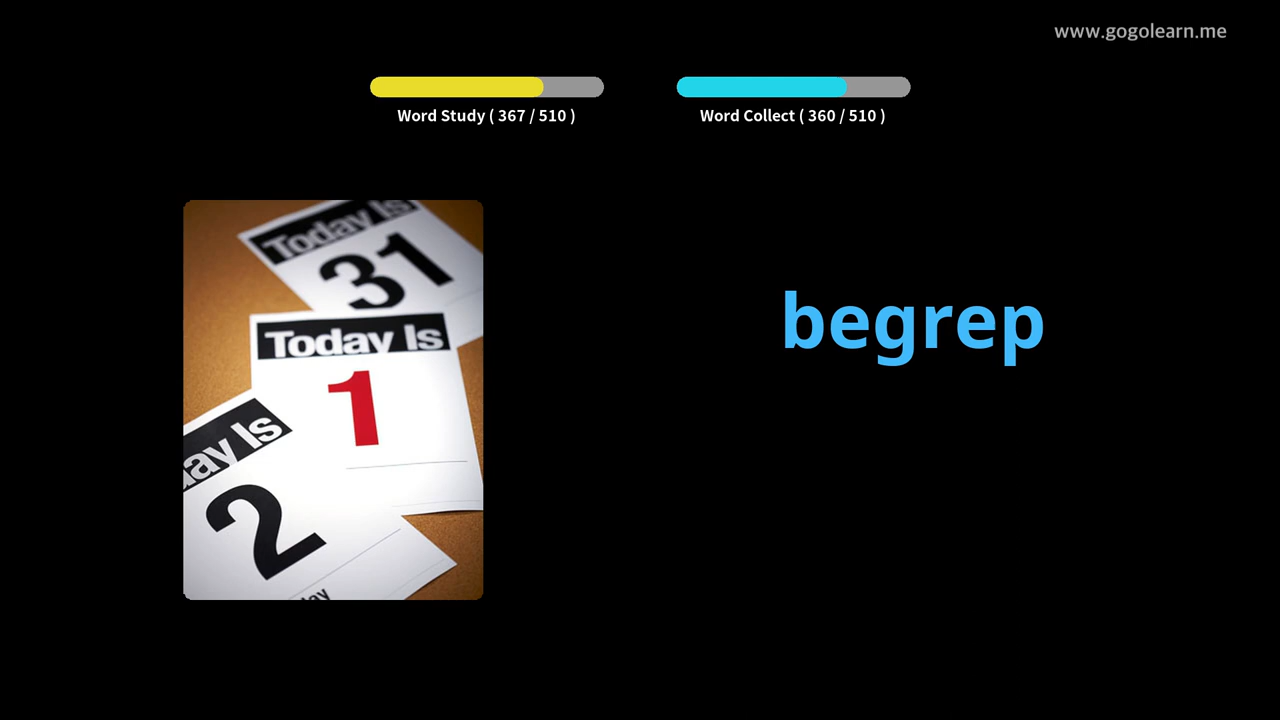 www.gogolearn.me
Word Study ( 367 / 510 )
Word Collect ( 360 / 510 )
Today Is
31
Today Is
1
ay Is
2
begrep